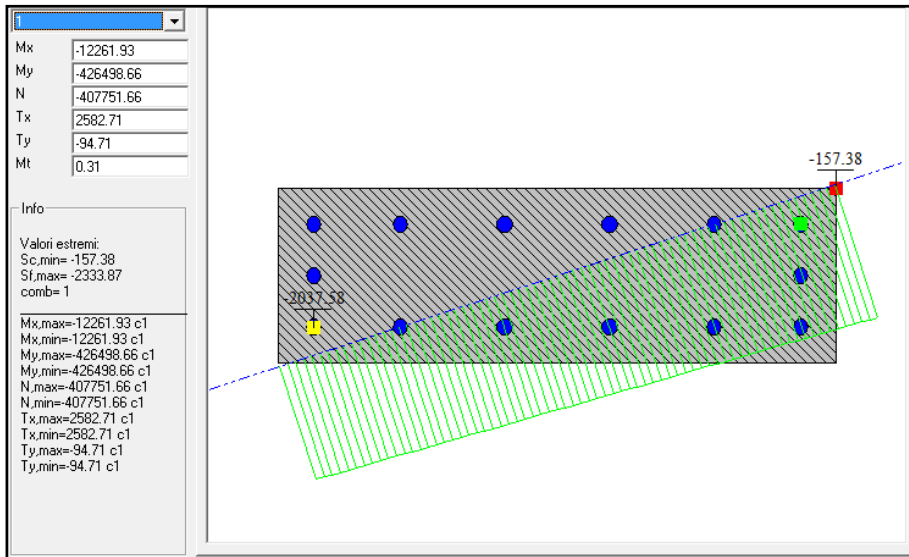 1
Mx -12261.93
My -426498.66
N -407751.66
Tx 2582.71
Ty -94.71
Mt 0.31
Info
Valori estremi:
Sc,min= -157.38
Sf,max= -2333.87
comb= 1
Mx,max=-12261.93 c1
Mx,min=-12261.93 c1
My,max=-426498.66 c1
My,min=-426498.66 c1
N,max=-407751.66 c1
N,min=-407751.66 c1
Tx,max=2582.71 c1
Tx,min=2582.71 c1
Ty,max=-94.71 c1
Ty,min=-94.71 c1
-157.38
-2037.58